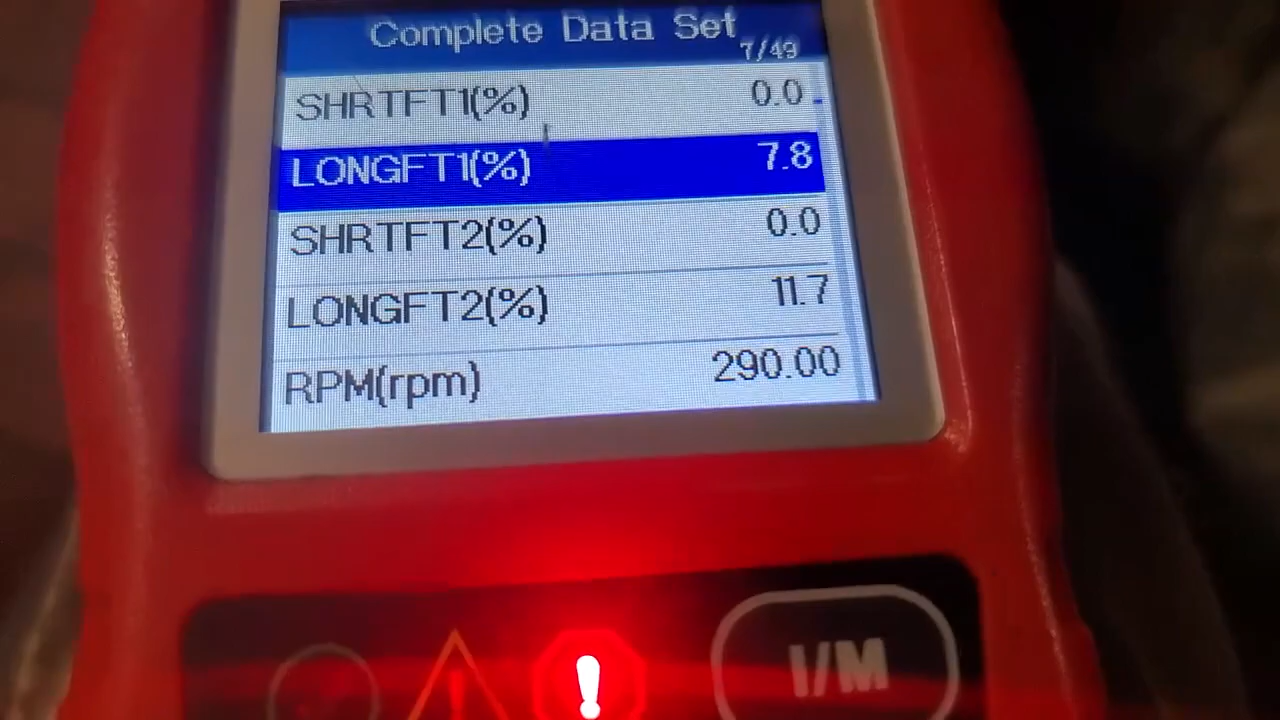 Complete Data Set
7/49
SHRTFT1(%) 0.0
LONGFT1(%) 7.8
SHRTFT2(%) 0.0
LONGFT2(%) 11.7
RPM(rpm) 290.00
!
I/M